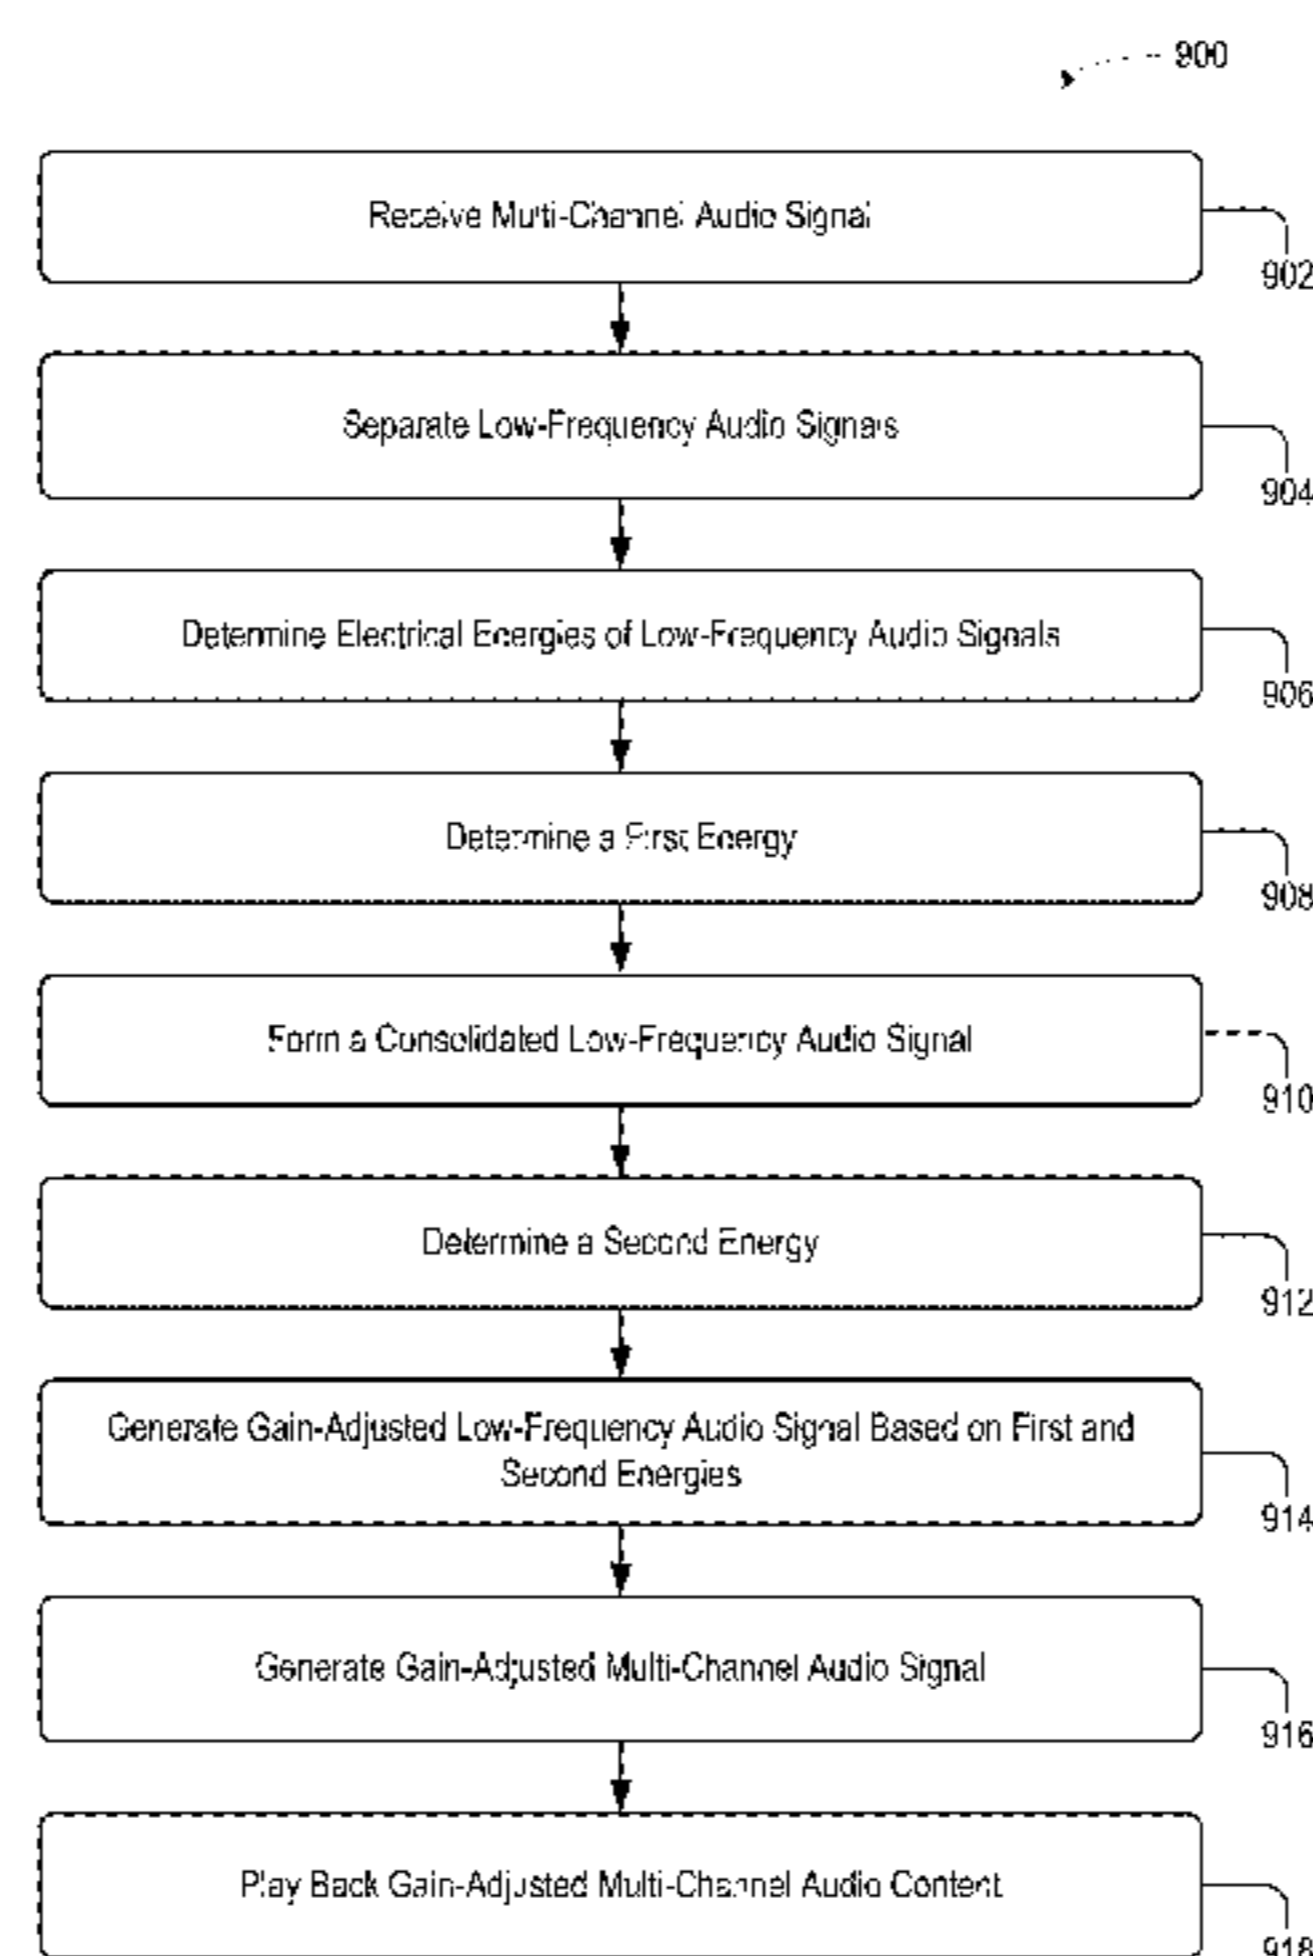 900
Receive Multi-Channel Audio Signal
902
Separate Low-Frequency Audio Signals
904
Determine Electrical Energies of Low-Frequency Audio Signals
906
Determine a First Energy
908
Form a Consolidated Low-Frequency Audio Signal
910
Determine a Second Energy
912
Generate Gain-Adjusted Low-Frequency Audio Signal Based on First and
Second Energies
914
Generate Gain-Adjusted Multi-Channel Audio Signal
916
Play Back Gain-Adjusted Multi-Channel Audio Content
918